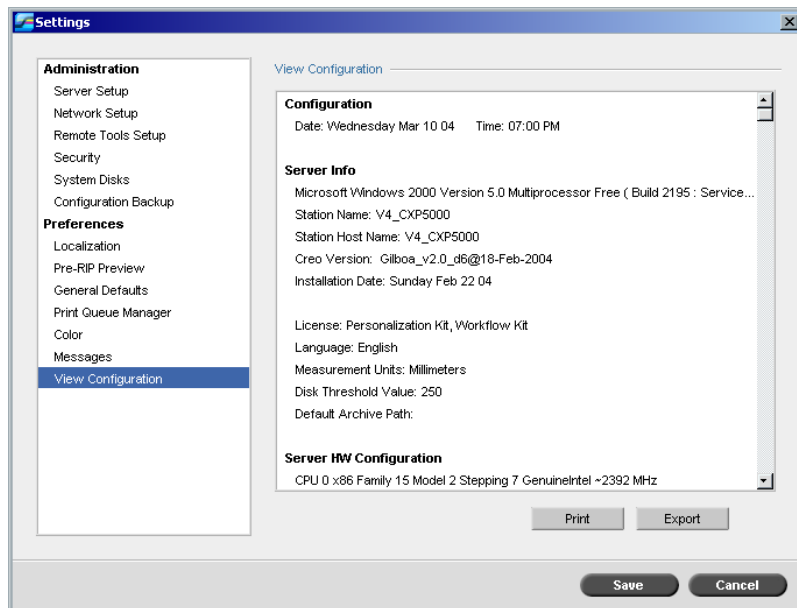 Settings
Administration
Server Setup
Network Setup
Remote Tools Setup
Security
System Disks
Configuration Backup
Preferences
Localization
Pre-RIP Preview
General Defaults
Print Queue Manager
Color
Messages
View Configuration
View Configuration
Configuration
Date: Wednesday Mar 10 04 Time: 07:00 PM
Server Info
Microsoft Windows 2000 Version 5.0 Multiprocessor Free ( Build 2195 : Service...
Station Name: V4_CXP5000
Station Host Name: V4_CXP5000
Creo Version: Gilboa_v2.0_d6@18-Feb-2004
Installation Date: Sunday Feb 22 04
License: Personalization Kit, Workflow Kit
Language: English
Measurement Units: Millimeters
Disk Threshold Value: 250
Default Archive Path:
Server HW Configuration
CPU 0 x86 Family 15 Model 2 Stepping 7 GenuineIntel ~2392 MHz
Print Export
Save Cancel